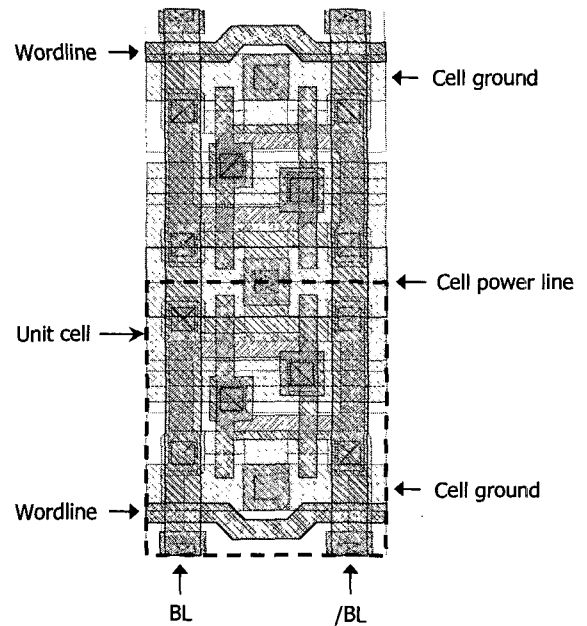 Wordline
Cell ground
Cell power line
Unit cell
Cell ground
Wordline
BL
/BL